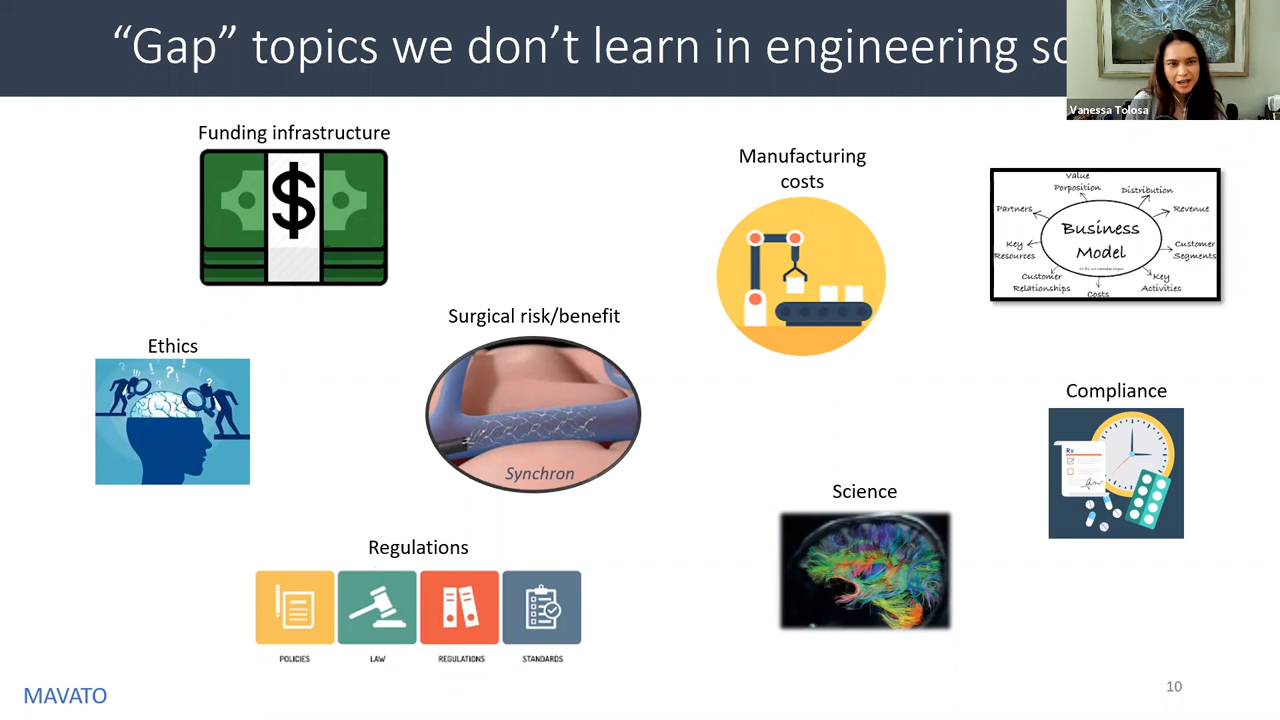 “Gap” topics we don’t learn in engineering
Vanessa Tolosa
Funding infrastructure
$
Manufacturing
costs
Value
Porposition
Distribution
Partners
Revenue
Business
Model
Key
Resources
Customer
Segments
Customer
Relationships
Key
Activities
Costs
Surgical risk/benefit
Synchron
Ethics
Compliance
Rx
Science
Regulations
POLICIES
LAW
REGULATIONS
STANDARDS
MAVATO
10